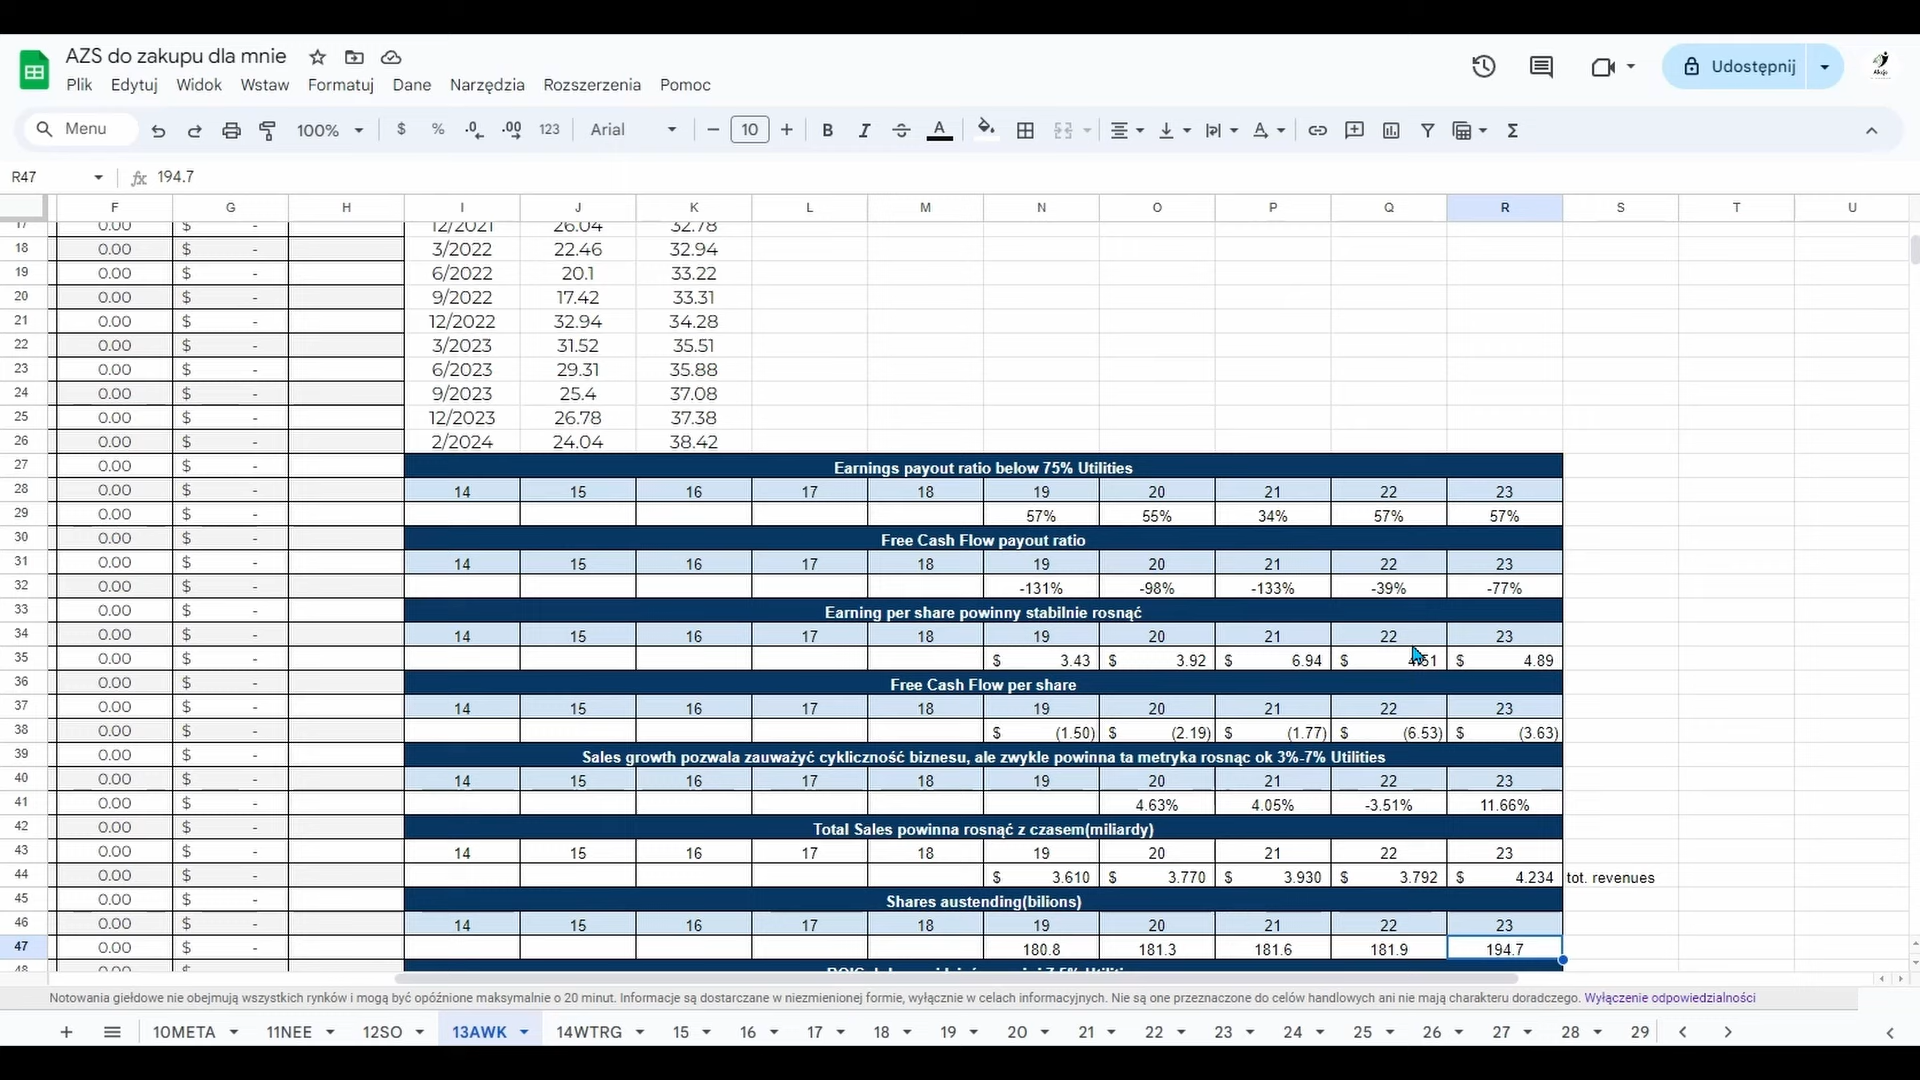 AZS do zakupu dla mnie
Plik Edytuj Widok Wstaw Formatuj Dane Narzędzia Rozszerzenia Pomoc
Udostępnij
Menu 100% $ % .0 .00 123 Arial 10 B I S A
R47 fx 194.7
F G H I J K L M N O P Q R S T U
17 0.00 $ - 12/2021 26.04 32.78
18 0.00 $ - 3/2022 22.46 32.94
19 0.00 $ - 6/2022 20.1 33.22
20 0.00 $ - 9/2022 17.42 33.31
21 0.00 $ - 12/2022 32.94 34.28
22 0.00 $ - 3/2023 31.52 35.51
23 0.00 $ - 6/2023 29.31 35.88
24 0.00 $ - 9/2023 25.4 37.08
25 0.00 $ - 12/2023 26.78 37.38
26 0.00 $ - 2/2024 24.04 38.42
27 0.00 $ - Earnings payout ratio below 75% Utilities
28 0.00 $ - 14 15 16 17 18 19 20 21 22 23
29 0.00 $ - 57% 55% 34% 57% 57%
30 0.00 $ - Free Cash Flow payout ratio
31 0.00 $ - 14 15 16 17 18 19 20 21 22 23
32 0.00 $ - -131% -98% -133% -39% -77%
33 0.00 $ - Earning per share powinny stabilnie rosnąć
34 0.00 $ - 14 15 16 17 18 19 20 21 22 23
35 0.00 $ - $ 3.43 $ 3.92 $ 6.94 $ 4.51 $ 4.89
36 0.00 $ - Free Cash Flow per share
37 0.00 $ - 14 15 16 17 18 19 20 21 22 23
38 0.00 $ - $ (1.50) $ (2.19) $ (1.77) $ (6.53) $ (3.63)
39 0.00 $ - Sales growth pozwala zauważyć cykliczność biznesu, ale zwykle powinna ta metryka rosnąc ok 3%-7% Utilities
40 0.00 $ - 14 15 16 17 18 19 20 21 22 23
41 0.00 $ - 4.63% 4.05% -3.51% 11.66%
42 0.00 $ - Total Sales powinna rosnąć z czasem(miliardy)
43 0.00 $ - 14 15 16 17 18 19 20 21 22 23
44 0.00 $ - $ 3.610 $ 3.770 $ 3.930 $ 3.792 $ 4.234 tot. revenues
45 0.00 $ - Shares austending(bilions)
46 0.00 $ - 14 15 16 17 18 19 20 21 22 23
47 0.00 $ - 180.8 181.3 181.6 181.9 194.7
48 0.00 $ -
Notowania giełdowe nie obejmują wszystkich rynków i mogą być opóźnione maksymalnie o 20 minut. Informacje są dostarczane w niezmienionej formie, wyłącznie w celach informacyjnych. Nie są one przeznaczone do celów handlowych ani nie mają charakteru doradczego. Wyłączenie odpowiedzialności
10META 11NEE 12SO 13AWK 14WTRG 15 16 17 18 19 20 21 22 23 24 25 26 27 28 29